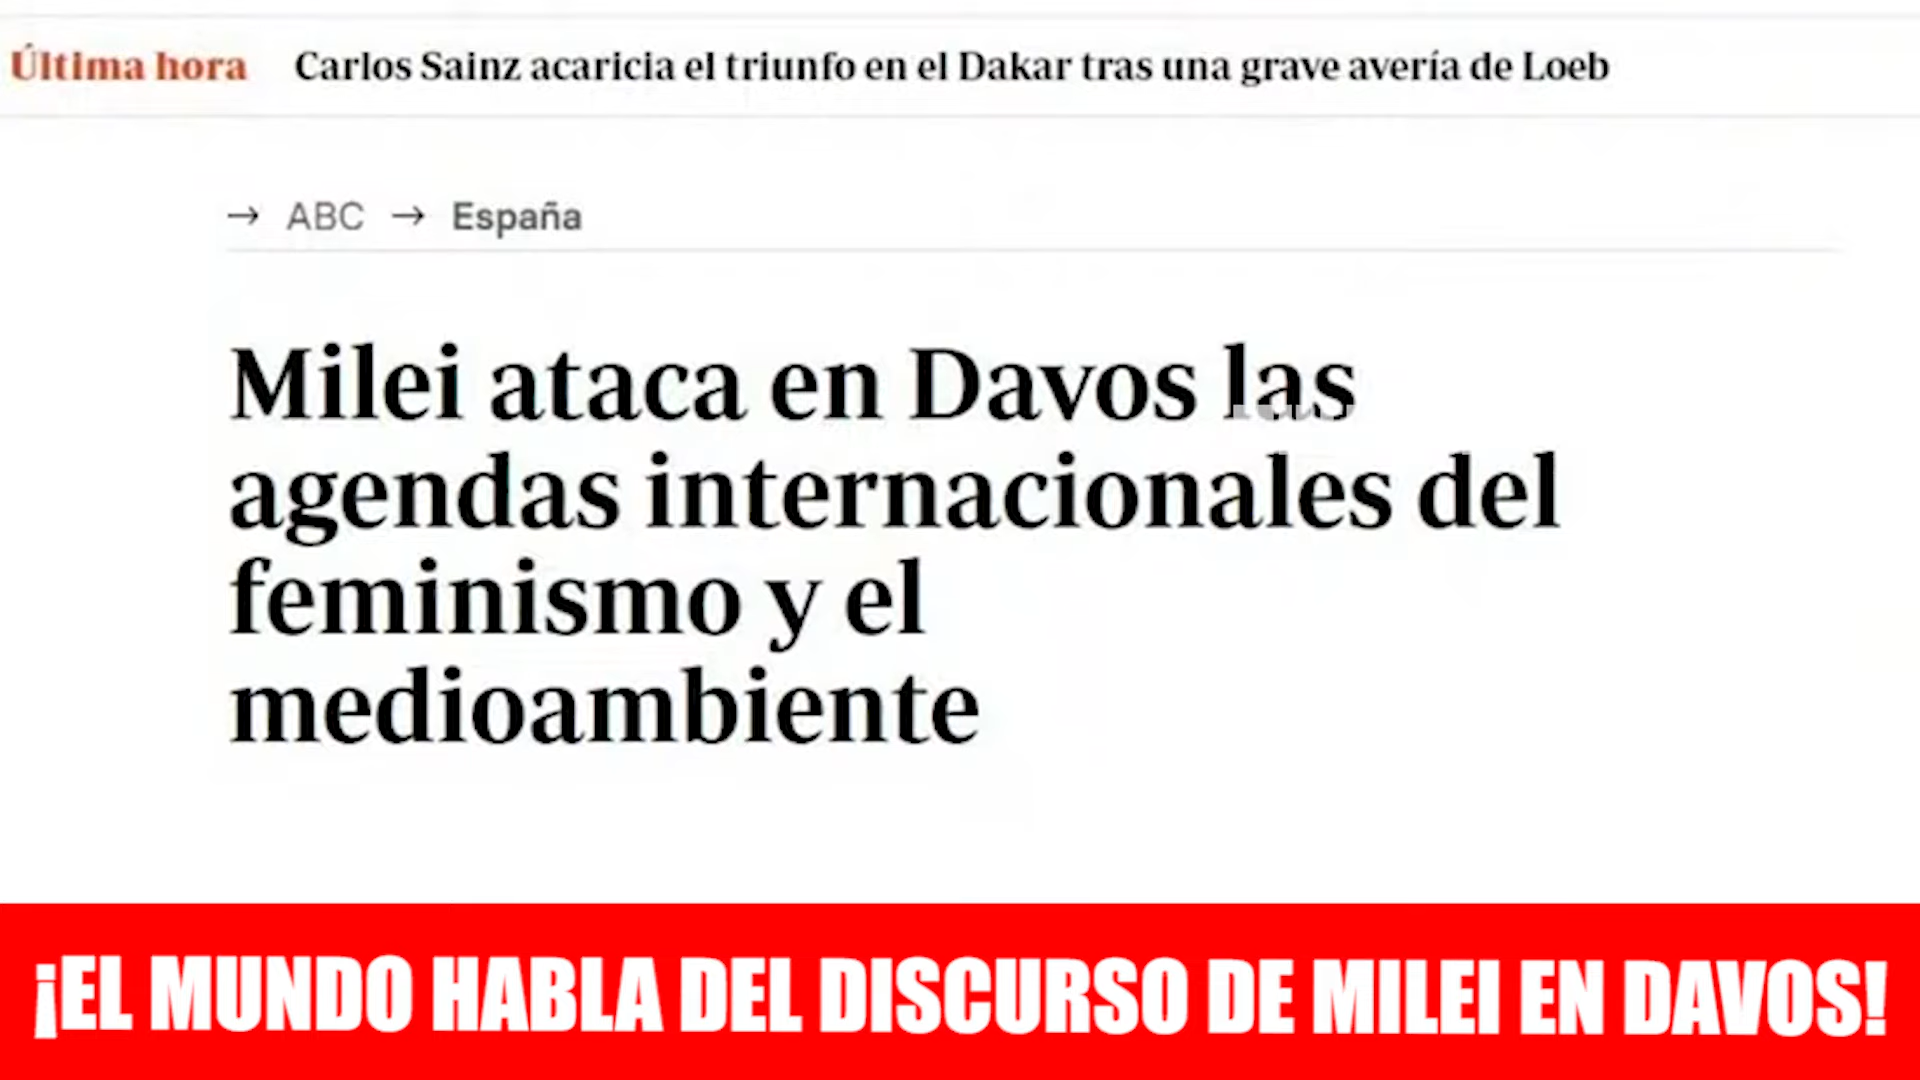 Última hora Carlos Sainz acaricia el triunfo en el Dakar tras una grave avería de Loeb
→ ABC → España
Milei ataca en Davos las
agendas internacionales del
feminismo y el
medioambiente
¡EL MUNDO HABLA DEL DISCURSO DE MILEI EN DAVOS!